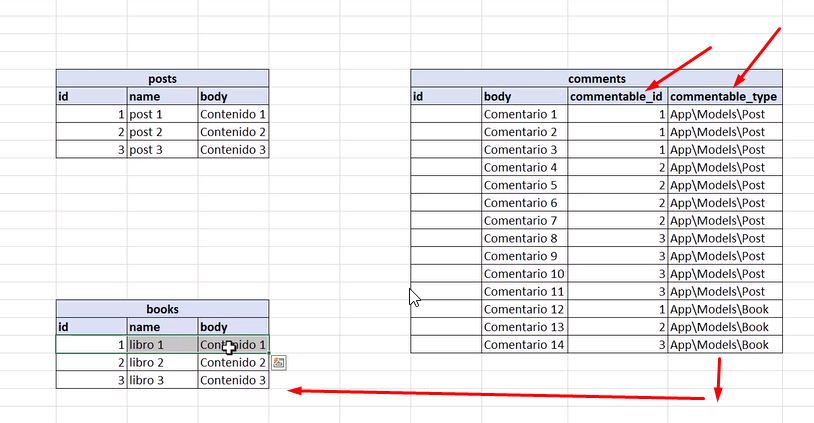 posts
id name body
1 post 1 Contenido 1
2 post 2 Contenido 2
3 post 3 Contenido 3
comments
id body commentable_id commentable_type
Comentario 1 1 App\Models\Post
Comentario 2 1 App\Models\Post
Comentario 3 1 App\Models\Post
Comentario 4 2 App\Models\Post
Comentario 5 2 App\Models\Post
Comentario 6 2 App\Models\Post
Comentario 7 2 App\Models\Post
Comentario 8 3 App\Models\Post
Comentario 9 3 App\Models\Post
Comentario 10 3 App\Models\Post
Comentario 11 3 App\Models\Post
Comentario 12 1 App\Models\Book
Comentario 13 2 App\Models\Book
Comentario 14 3 App\Models\Book
books
id name body
1 libro 1 Contenido 1
2 libro 2 Contenido 2
3 libro 3 Contenido 3